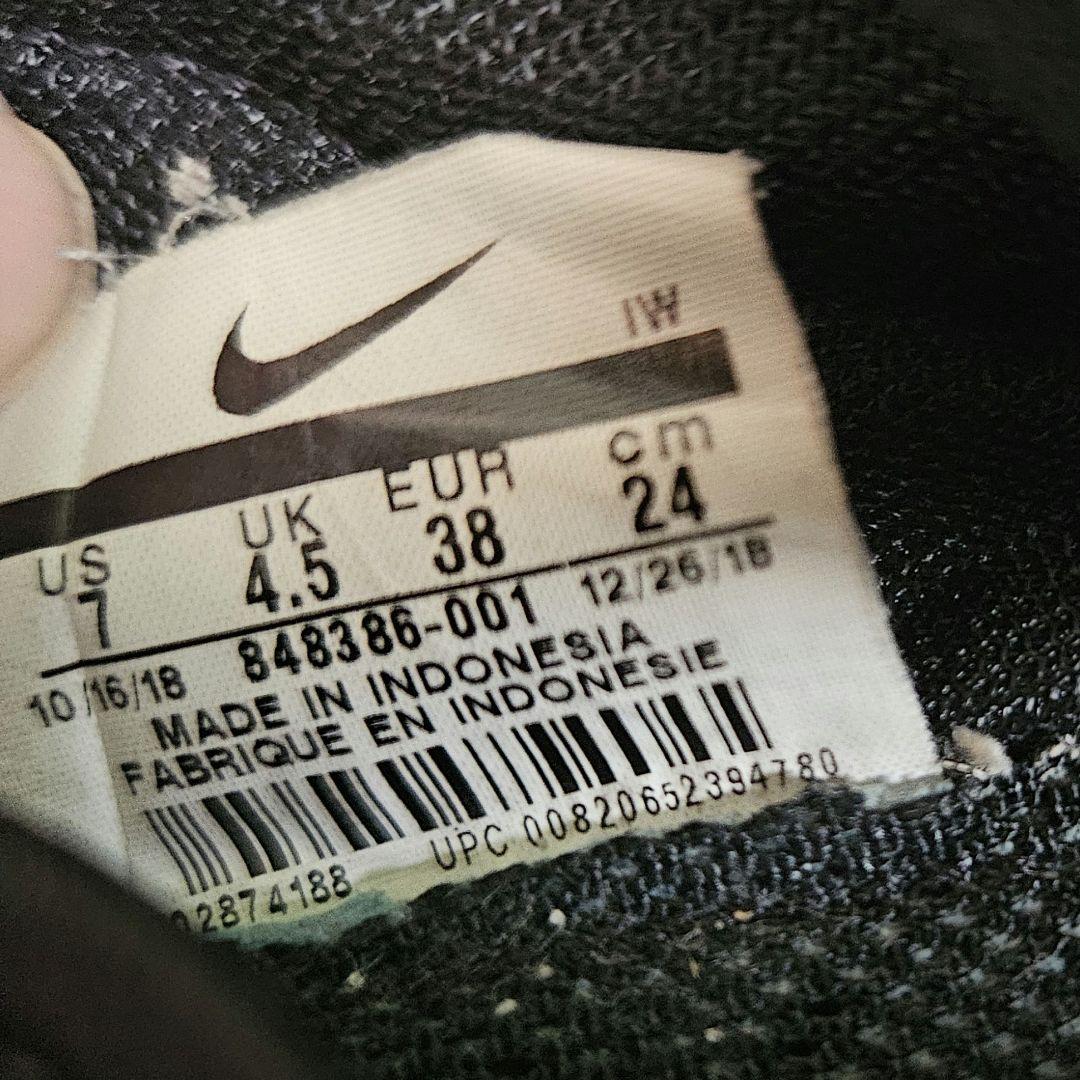 IW
US UK EUR cm
7 4.5 38 24
10/16/18 848386-001 12/26/18
MADE IN INDONESIA
FABRIQUE EN INDONESIE
UPC 00820652394780